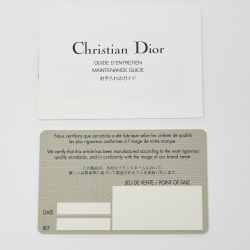 Christian Dior
GUIDE D'ENTRETIEN
MAINTENANCE GUIDE
お手入れのガイド
Nous certifions que cet article a été fabriqué selon les critères de qualité
les plus rigoureux conformes à l'image de notre marque.
We certify this article has been manufactured according to the most rigourous
quality standards, and in conformity with the image of our brand name
LIEU DE VENTE / POINT OF SALE
DATE
REF.